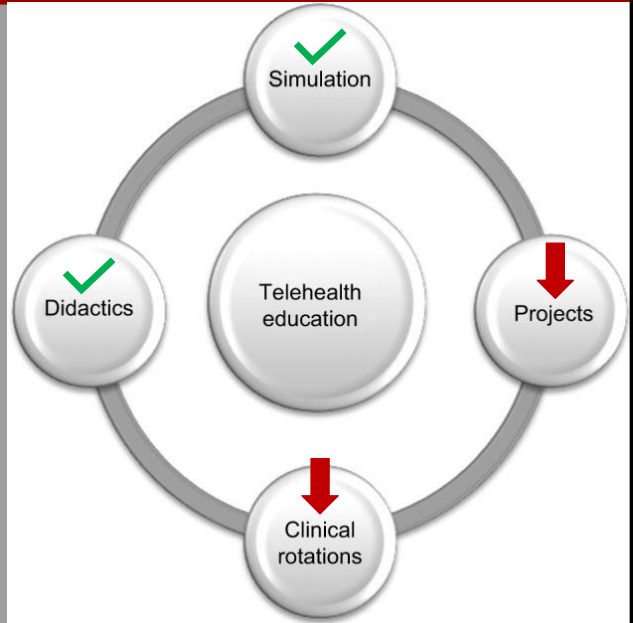 Simulation
Didactics
Telehealth
education
Projects
Clinical
rotations